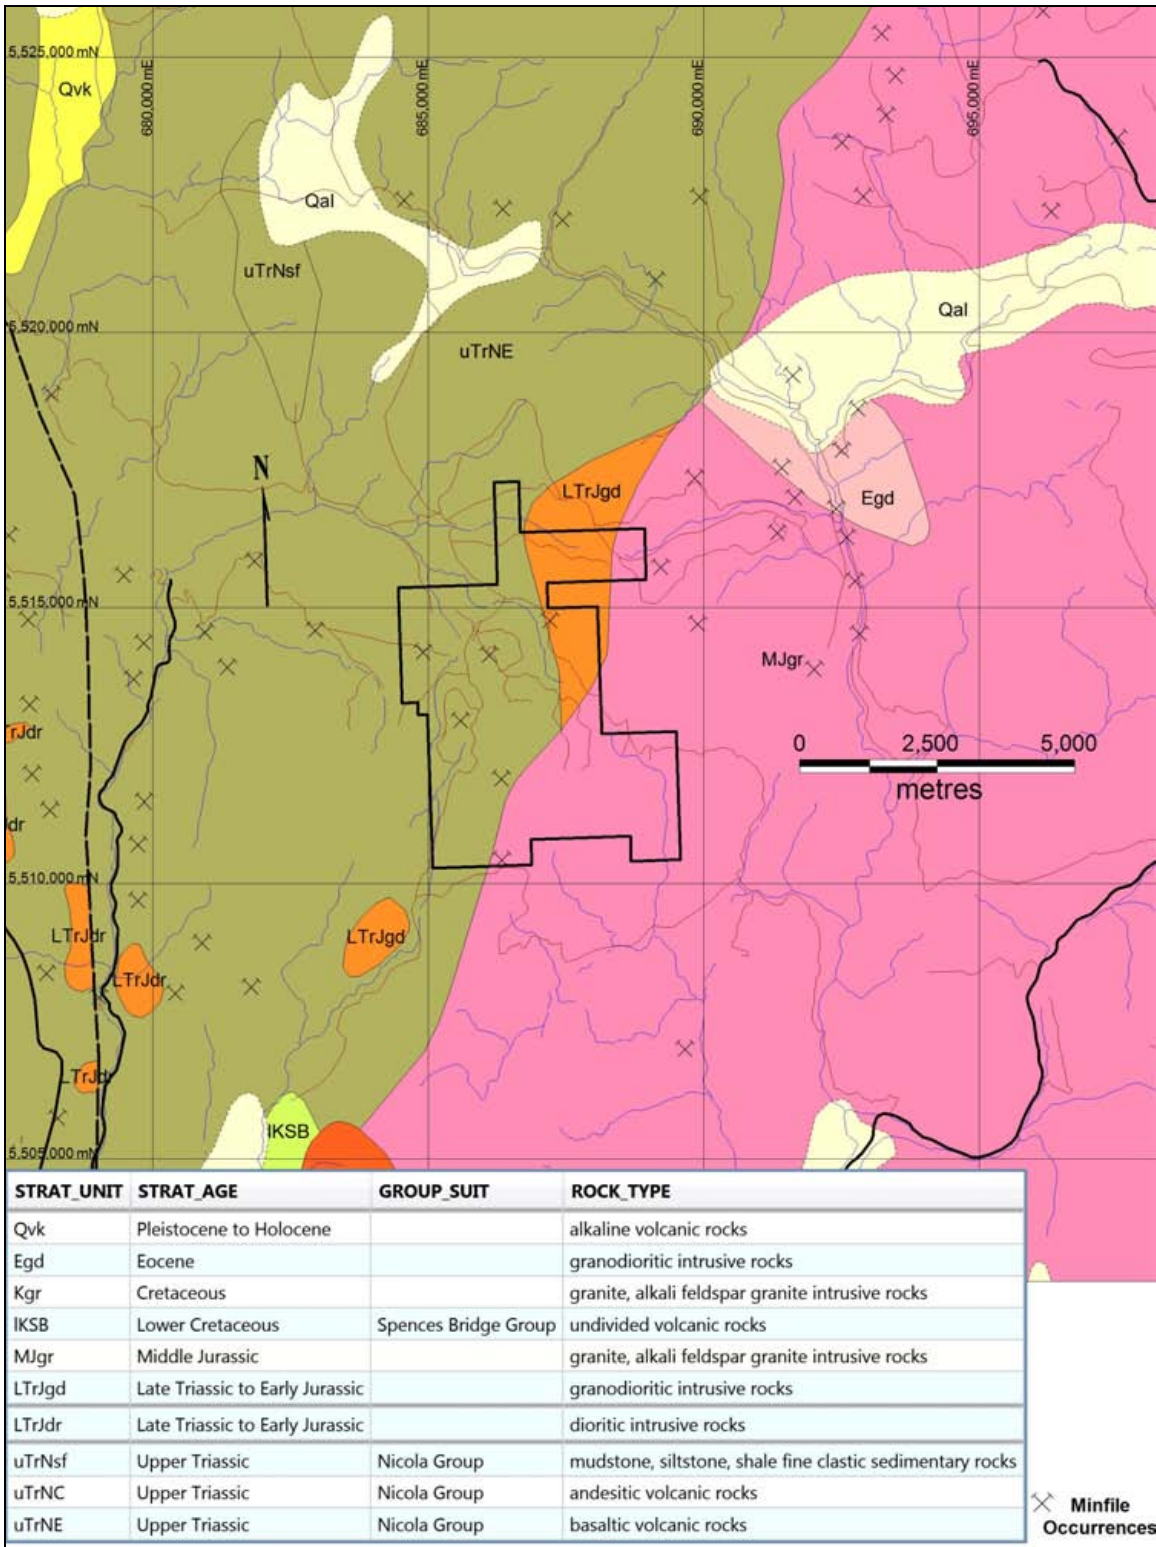 5,525,000 mN
Qvk
680,000 mE
685,000 mE
690,000 mE
695,000 mE
Qal
uTrNsf
Qal
5,520,000 mN
uTrNE
N
LTrJgd
Egd
5,515,000 mN
MJgr
rJdr
0 2,500 5,000
metres
dr
5,510,000 mN
LTrJdr
LTrJgd
LTrJdr
LTrJdr
lKSB
5,505,000 mN
STRAT_UNIT STRAT_AGE GROUP_SUIT ROCK_TYPE
Qvk Pleistocene to Holocene alkaline volcanic rocks
Egd Eocene granodioritic intrusive rocks
Kgr Cretaceous granite, alkali feldspar granite intrusive rocks
lKSB Lower Cretaceous Spences Bridge Group undivided volcanic rocks
MJgr Middle Jurassic granite, alkali feldspar granite intrusive rocks
LTrJgd Late Triassic to Early Jurassic granodioritic intrusive rocks
LTrJdr Late Triassic to Early Jurassic dioritic intrusive rocks
uTrNsf Upper Triassic Nicola Group mudstone, siltstone, shale fine clastic sedimentary rocks
uTrNC Upper Triassic Nicola Group andesitic volcanic rocks
uTrNE Upper Triassic Nicola Group basaltic volcanic rocks
Minfile
Occurrences